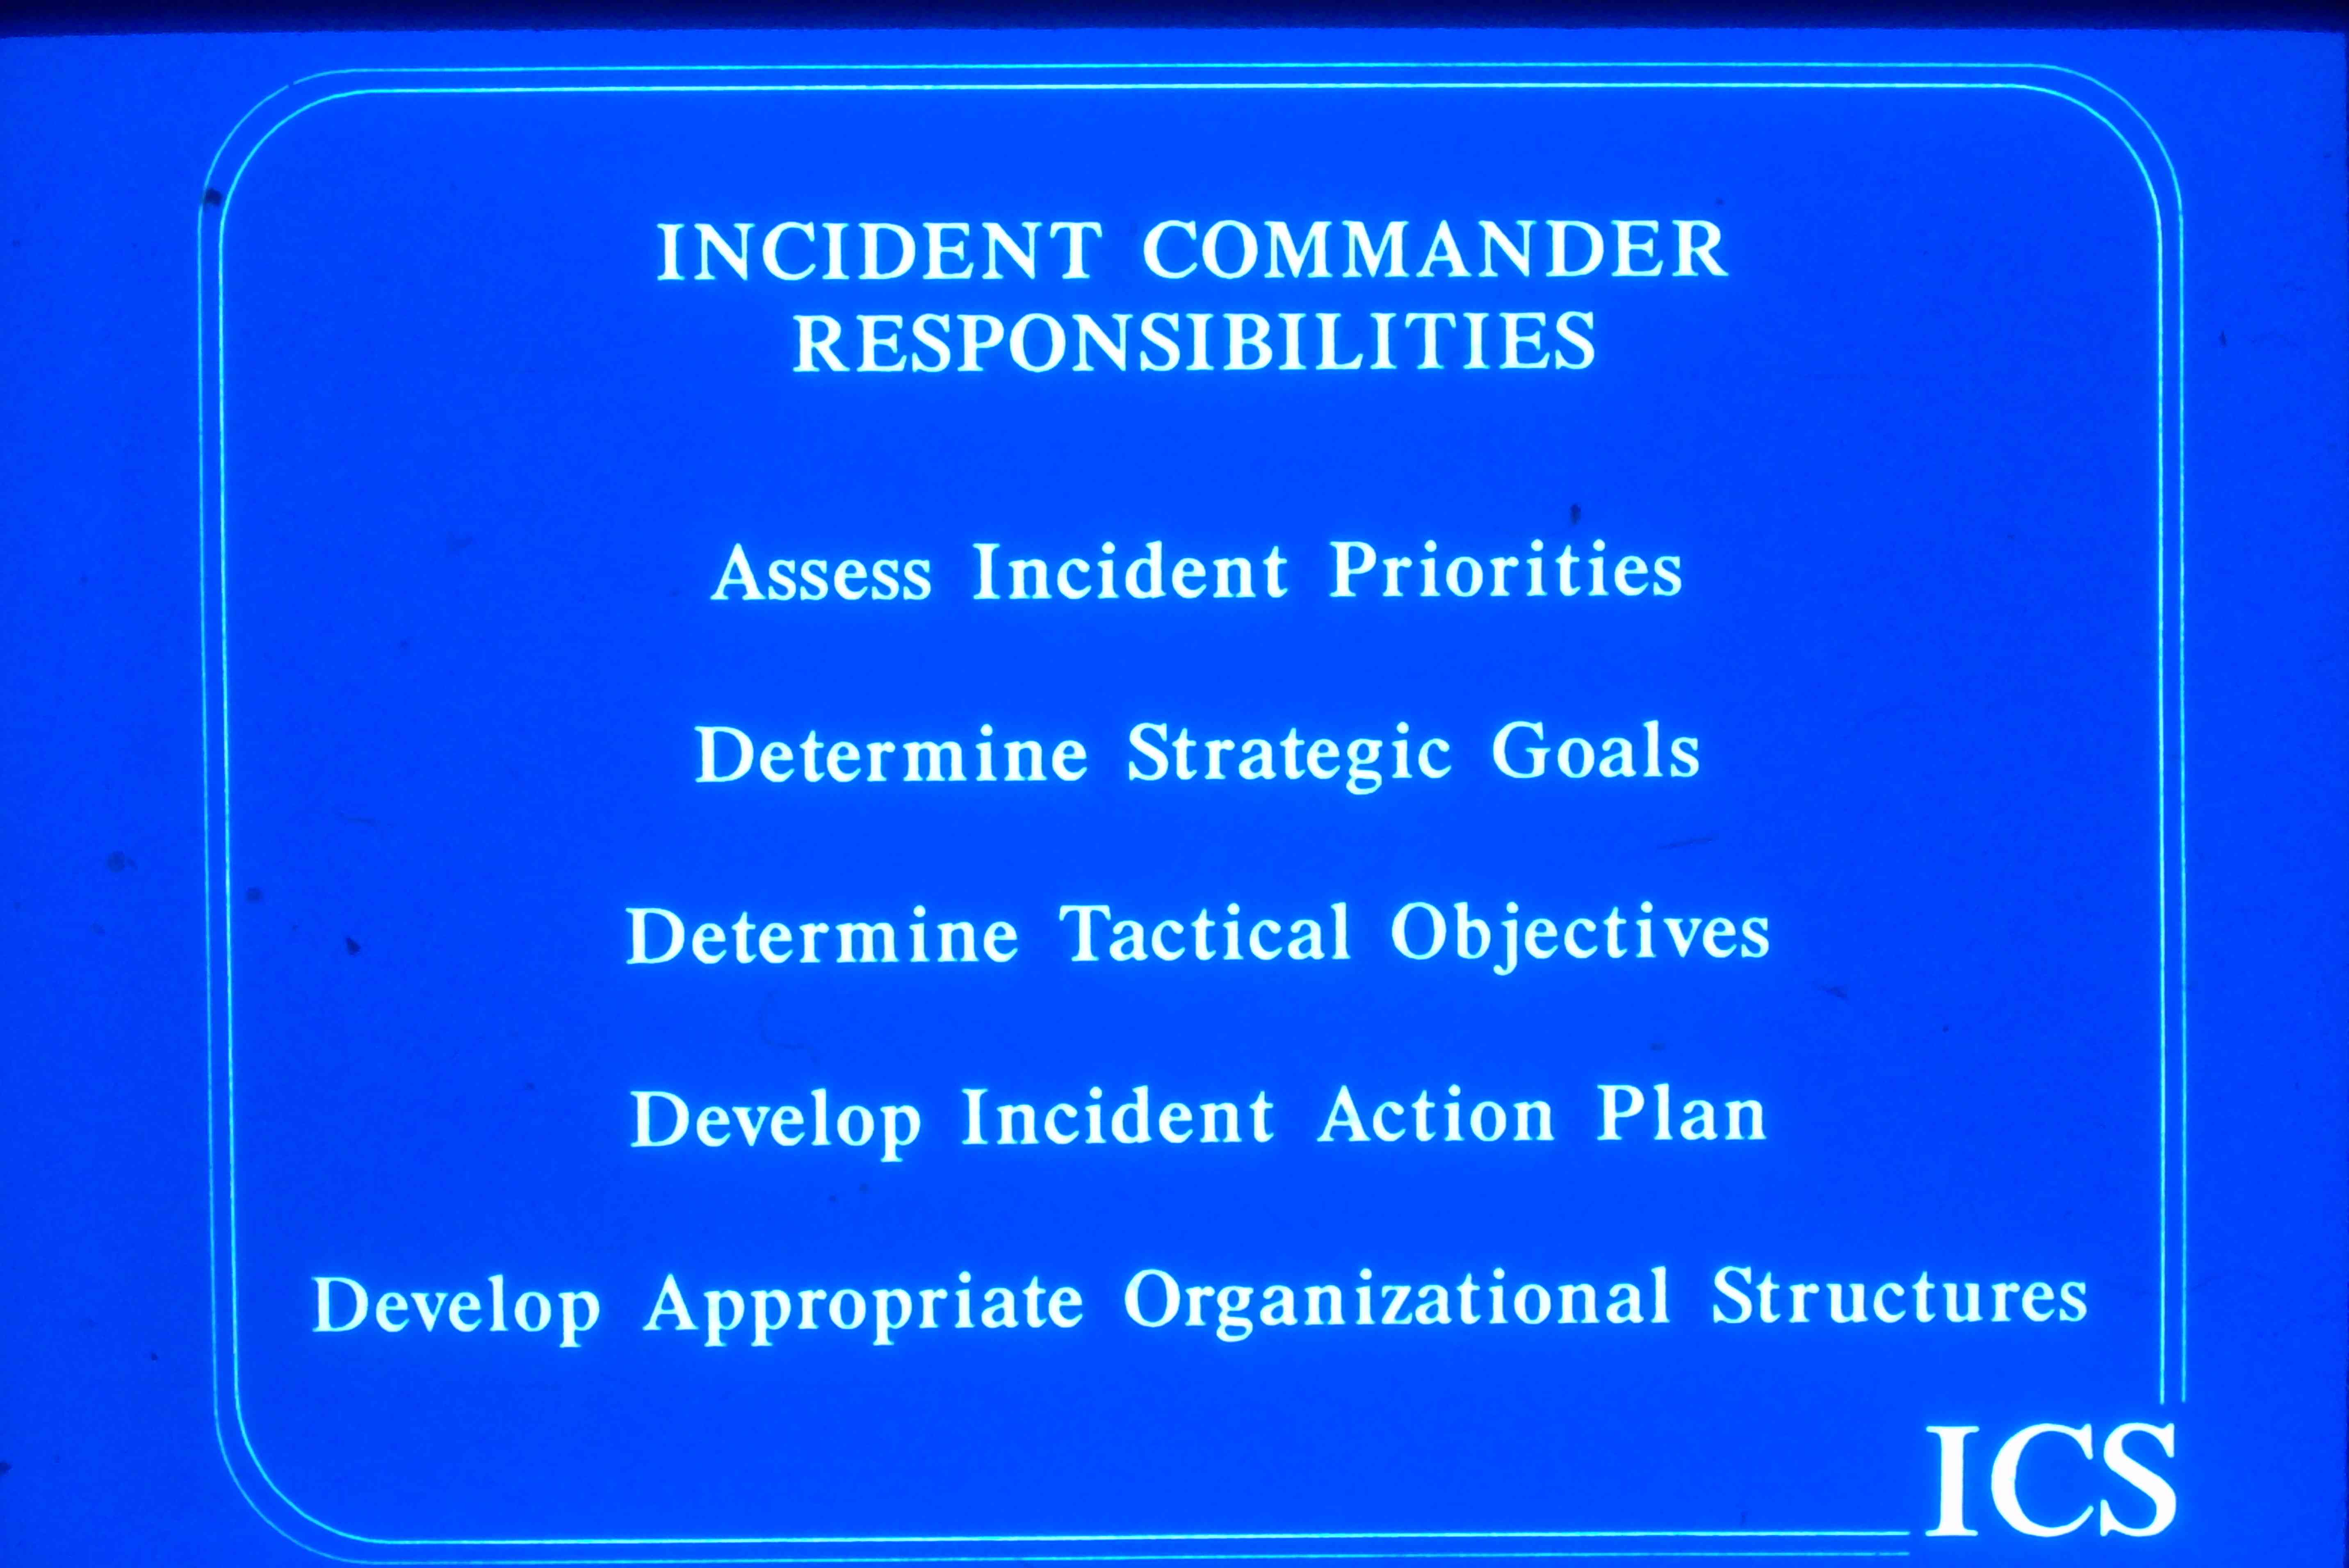 INCIDENT COMMANDER
RESPONSIBILITIES
Assess Incident Priorities
Determine Strategic Goals
Determine Tactical Objectives
Develop Incident Action Plan
Develop Appropriate Organizational Structures
ICS